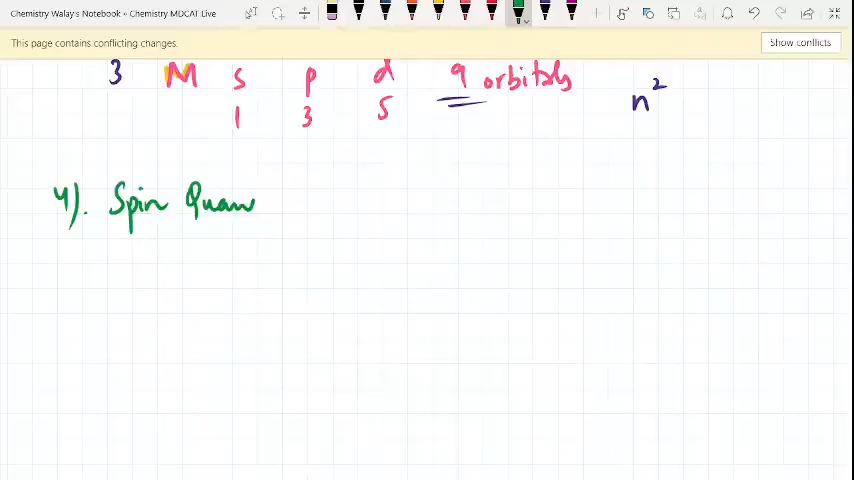 Chemistry Walay's Notebook » Chemistry MDCAT Live
This page contains conflicting changes.
Show conflicts
3 M s p d 9 orbitals
1 3 5
n²
4). Spin Quan